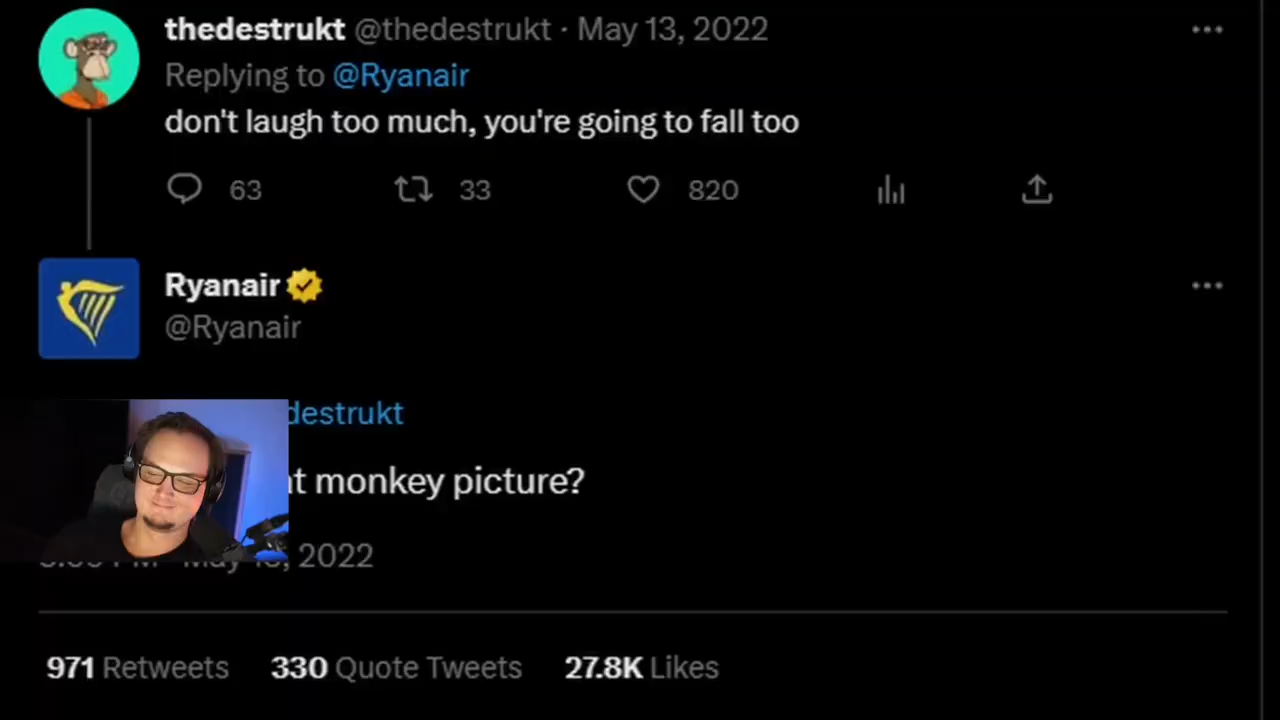 thedestrukt @thedestrukt · May 13, 2022
Replying to @Ryanair
don't laugh too much, you're going to fall too
63 33 820
Ryanair
@Ryanair
destrukt
monkey picture?
2022
971 Retweets 330 Quote Tweets 27.8K Likes